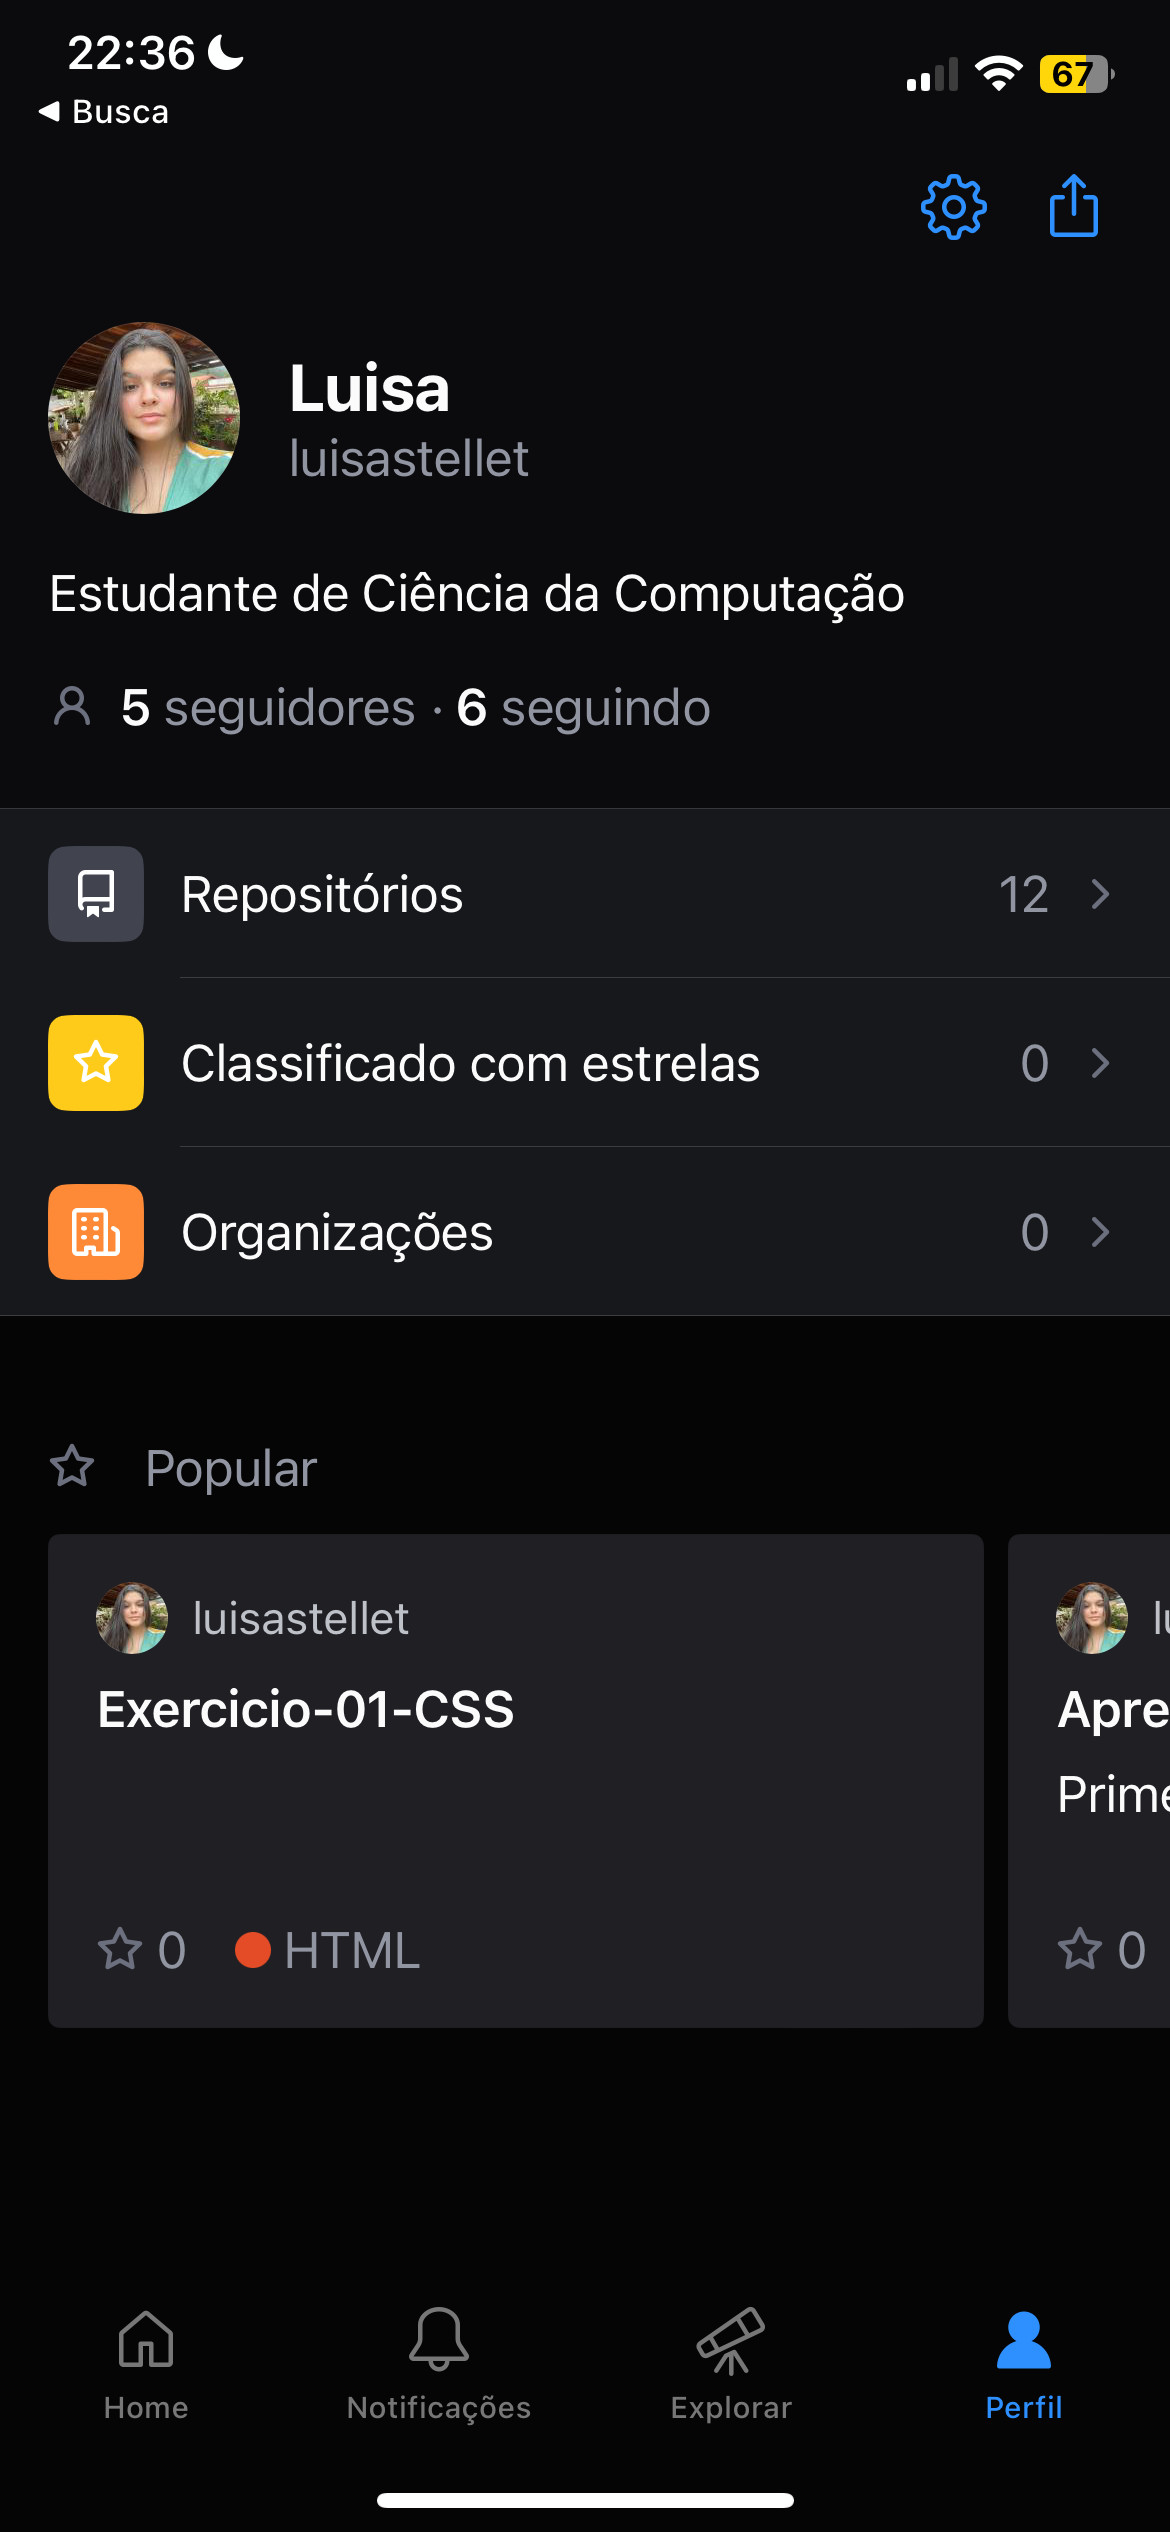 22:36
67
Busca
Luisa
luisastellet
Estudante de Ciência da Computação
5 seguidores · 6 seguindo
Repositórios 12
Classificado com estrelas 0
Organizações 0
Popular
luisastellet
Exercicio-01-CSS
0 HTML
lu
Apre
Prime
0
Home
Notificações
Explorar
Perfil